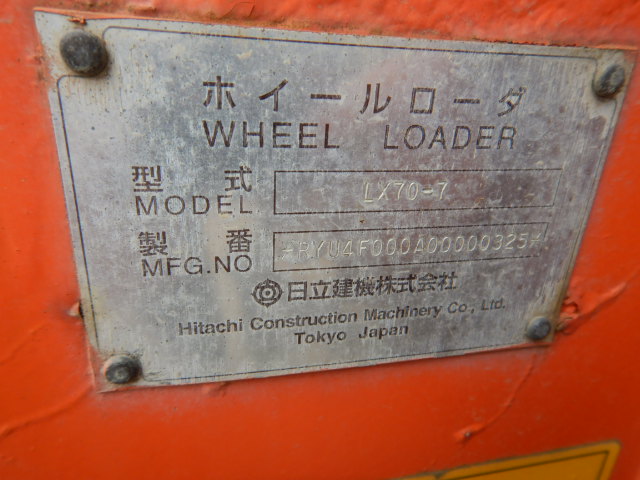 ホイールローダ
WHEEL LOADER
型式 LX70-7
MODEL
製番 *RYU4F000A00000325*
MFG.NO
日立建機株式会社
Hitachi Construction Machinery Co., Ltd.
Tokyo Japan